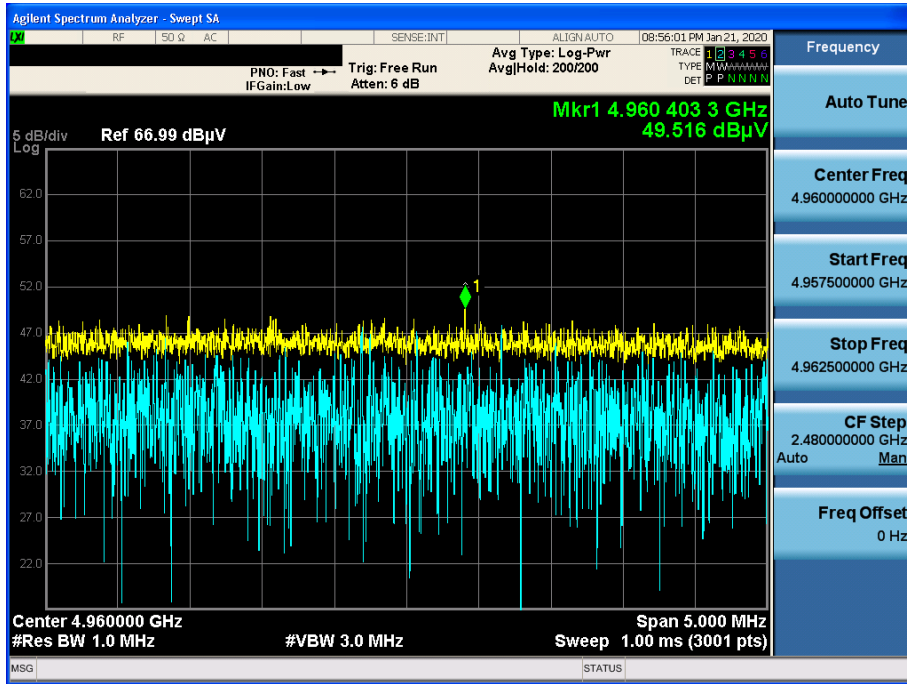 Agilent Spectrum Analyzer - Swept SA
LXI RF 50 Ω AC SENSE:INT ALIGN AUTO 08:56:01 PM Jan 21, 2020
PNO: Fast Trig: Free Run Avg Type: Log-Pwr TRACE 1 2 3 4 5 6
IFGain:Low Atten: 6 dB Avg|Hold: 200/200 TYPE M W W W W W
DET P P N N N N
Mkr1 4.960 403 3 GHz
49.516 dBµV
5 dB/div Ref 66.99 dBµV
Log
62.0
57.0
52.0
47.0
42.0
37.0
32.0
27.0
22.0
1
Center 4.960000 GHz Span 5.000 MHz
#Res BW 1.0 MHz #VBW 3.0 MHz Sweep 1.00 ms (3001 pts)
MSG STATUS
Frequency
Auto Tune
Center Freq
4.960000000 GHz
Start Freq
4.957500000 GHz
Stop Freq
4.962500000 GHz
CF Step
2.480000000 GHz
Auto Man
Freq Offset
0 Hz